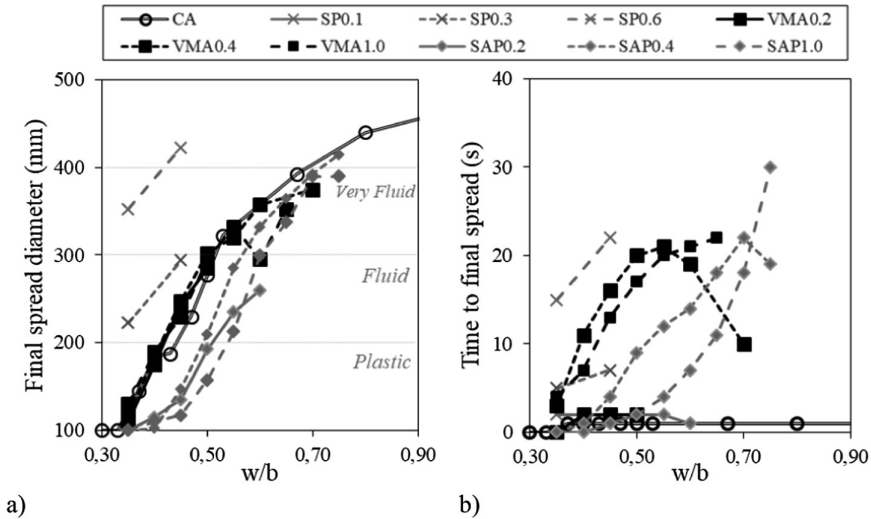 CA SP0.1 SP0.3 SP0.6 VMA0.2
VMA0.4 VMA1.0 SAP0.2 SAP0.4 SAP1.0
500
400
300
200
100
Final spread diameter (mm)
Very Fluid
Fluid
Plastic
0,30 0,50 0,70 0,90
w/b
a)
40
30
20
10
0
Time to final spread (s)
0,30 0,50 0,70 0,90
w/b
b)